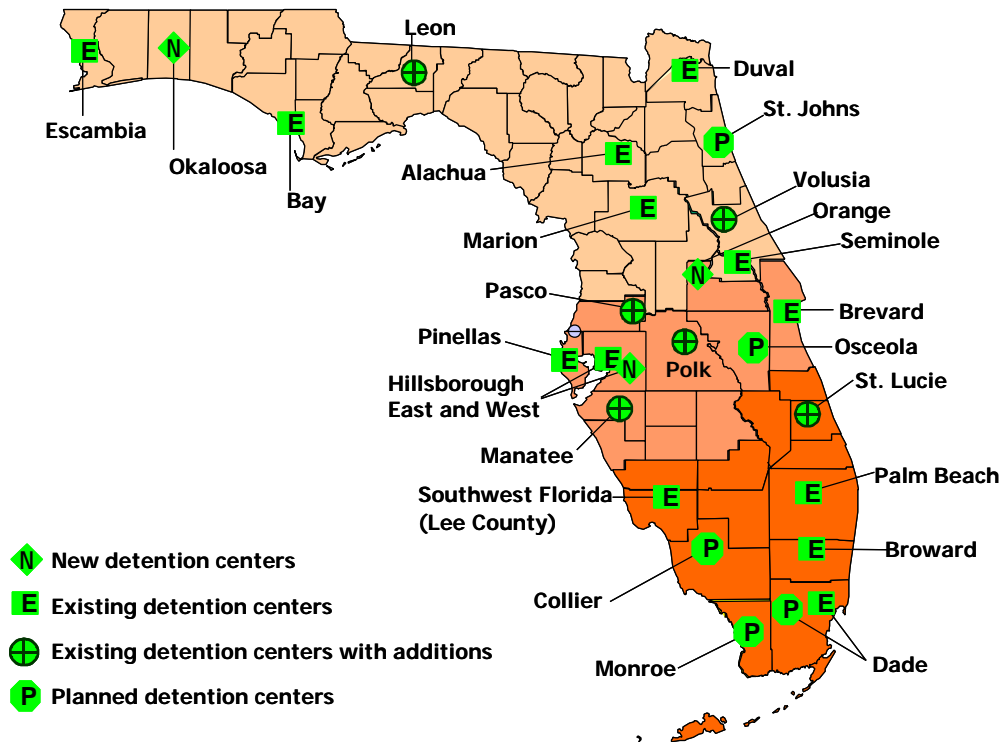 Leon
E
N
E
Duval
St. Johns
Escambia
E
P
Okaloosa
Alachua
E
Bay
Volusia
E
Orange
Marion
Seminole
E
N
Pasco
Brevard
E
Pinellas
E
E
N
P
Osceola
Polk
Hillsborough
East and West
St. Lucie
Manatee
Palm Beach
Southwest Florida
(Lee County)
E
E
N New detention centers
P
E
Broward
E Existing detention centers
Collier
P
E
Existing detention centers with additions
P
Monroe
Dade
P Planned detention centers